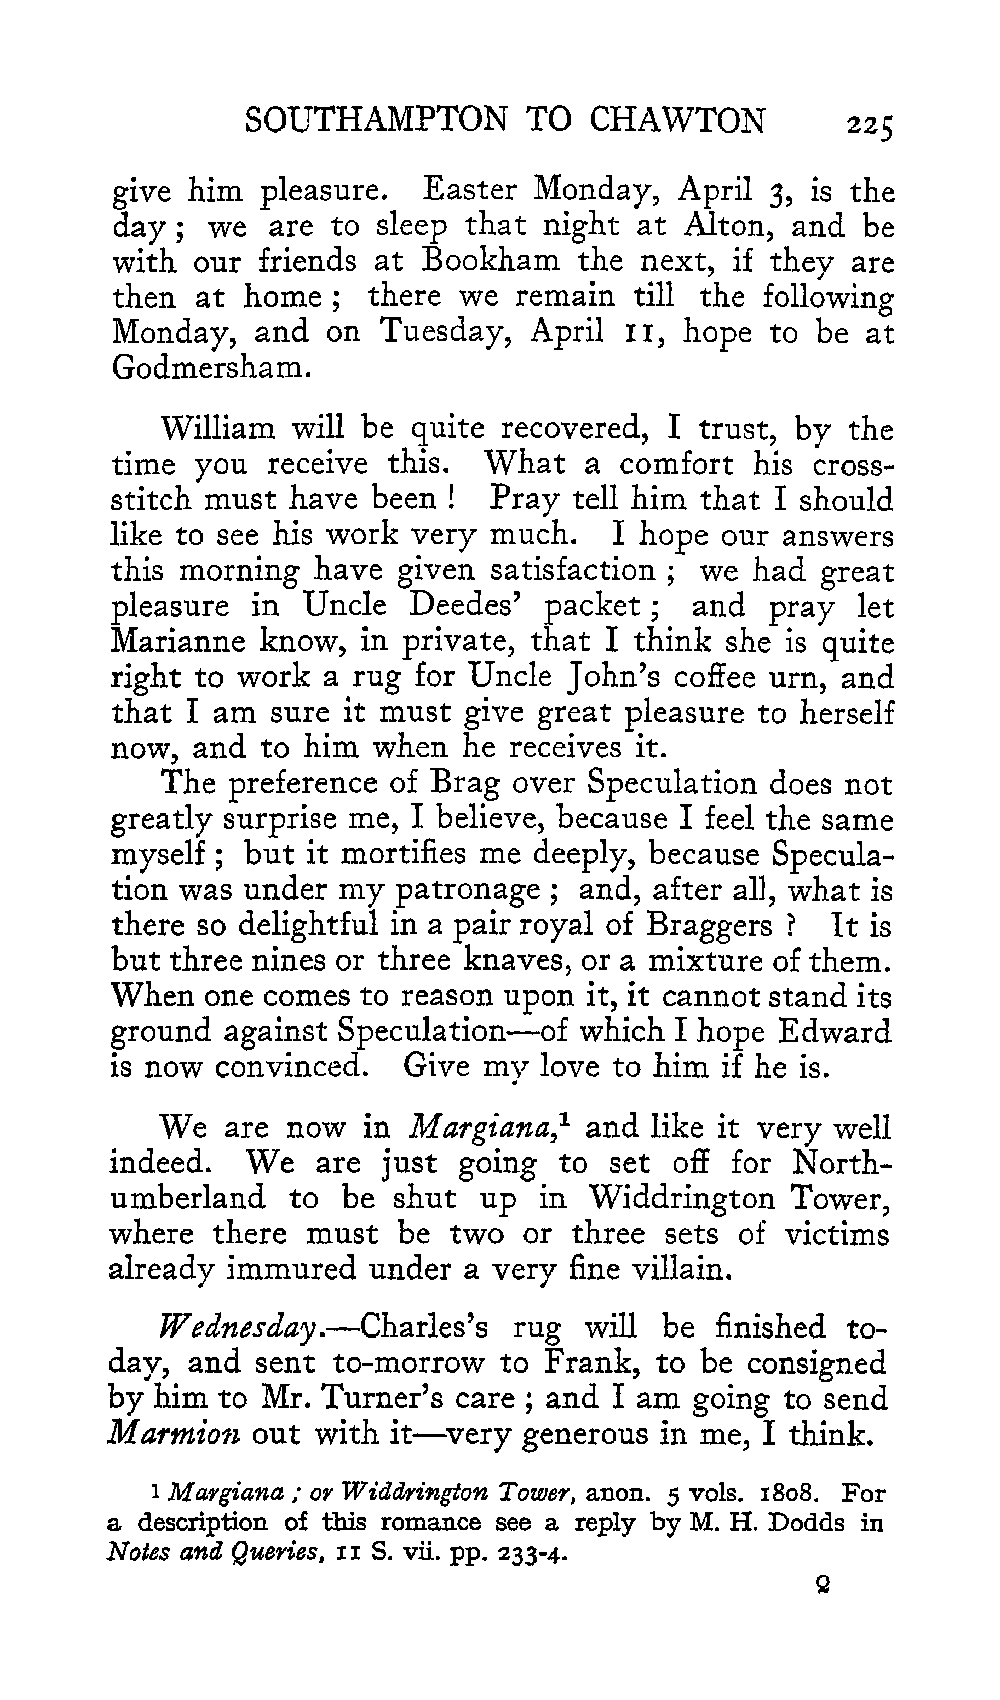 SOUTHAMPTON TO CHAWTON 225
give him pleasure. Easter Monday, April 3, is the
day ; we are to sleep that night at Alton, and be
with our friends at Bookham the next, if they are
then at home ; there we remain till the following
Monday, and on Tuesday, April 11, hope to be at
Godmersham.
William will be quite recovered, I trust, by the
time you receive this. What a comfort his cross-
stitch must have been ! Pray tell him that I should
like to see his work very much. I hope our answers
this morning have given satisfaction ; we had great
pleasure in Uncle Deedes’ packet ; and pray let
Marianne know, in private, that I think she is quite
right to work a rug for Uncle John’s coffee urn, and
that I am sure it must give great pleasure to herself
now, and to him when he receives it.
The preference of Brag over Speculation does not
greatly surprise me, I believe, because I feel the same
myself ; but it mortifies me deeply, because Specula-
tion was under my patronage ; and, after all, what is
there so delightful in a pair royal of Braggers ? It is
but three nines or three knaves, or a mixture of them.
When one comes to reason upon it, it cannot stand its
ground against Speculation—of which I hope Edward
is now convinced. Give my love to him if he is.
We are now in Margiana,¹ and like it very well
indeed. We are just going to set off for North-
umberland to be shut up in Widdrington Tower,
where there must be two or three sets of victims
already immured under a very fine villain.
Wednesday.—Charles’s rug will be finished to-
day, and sent to-morrow to Frank, to be consigned
by him to Mr. Turner’s care ; and I am going to send
Marmion out with it—very generous in me, I think.
1 Margiana ; or Widdrington Tower, anon. 5 vols. 1808. For
a description of this romance see a reply by M. H. Dodds in
Notes and Queries, 11 S. vii. pp. 233-4.
Q